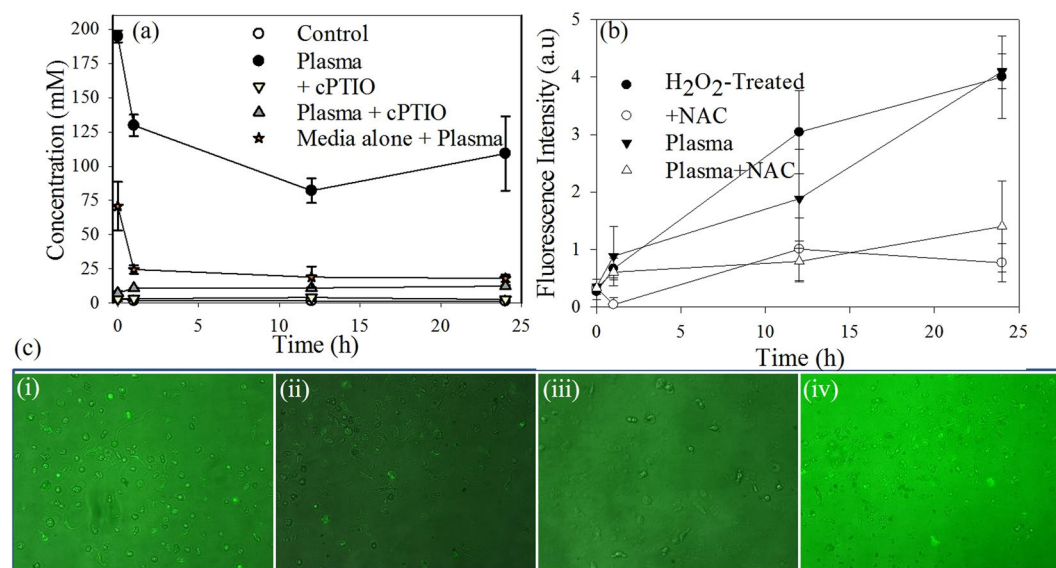 (a)
Concentration (mM)
200
175
150
125
100
75
50
25
0
Control
Plasma
+ cPTIO
Plasma + cPTIO
Media alone + Plasma
0 5 10 15 20 25
Time (h)
(b)
Fluorescence Intensity (a.u)
5
4
3
2
1
0
H₂O₂-Treated
+NAC
Plasma
Plasma+NAC
0 5 10 15 20 25
Time (h)
(c)
(i) (ii) (iii) (iv)